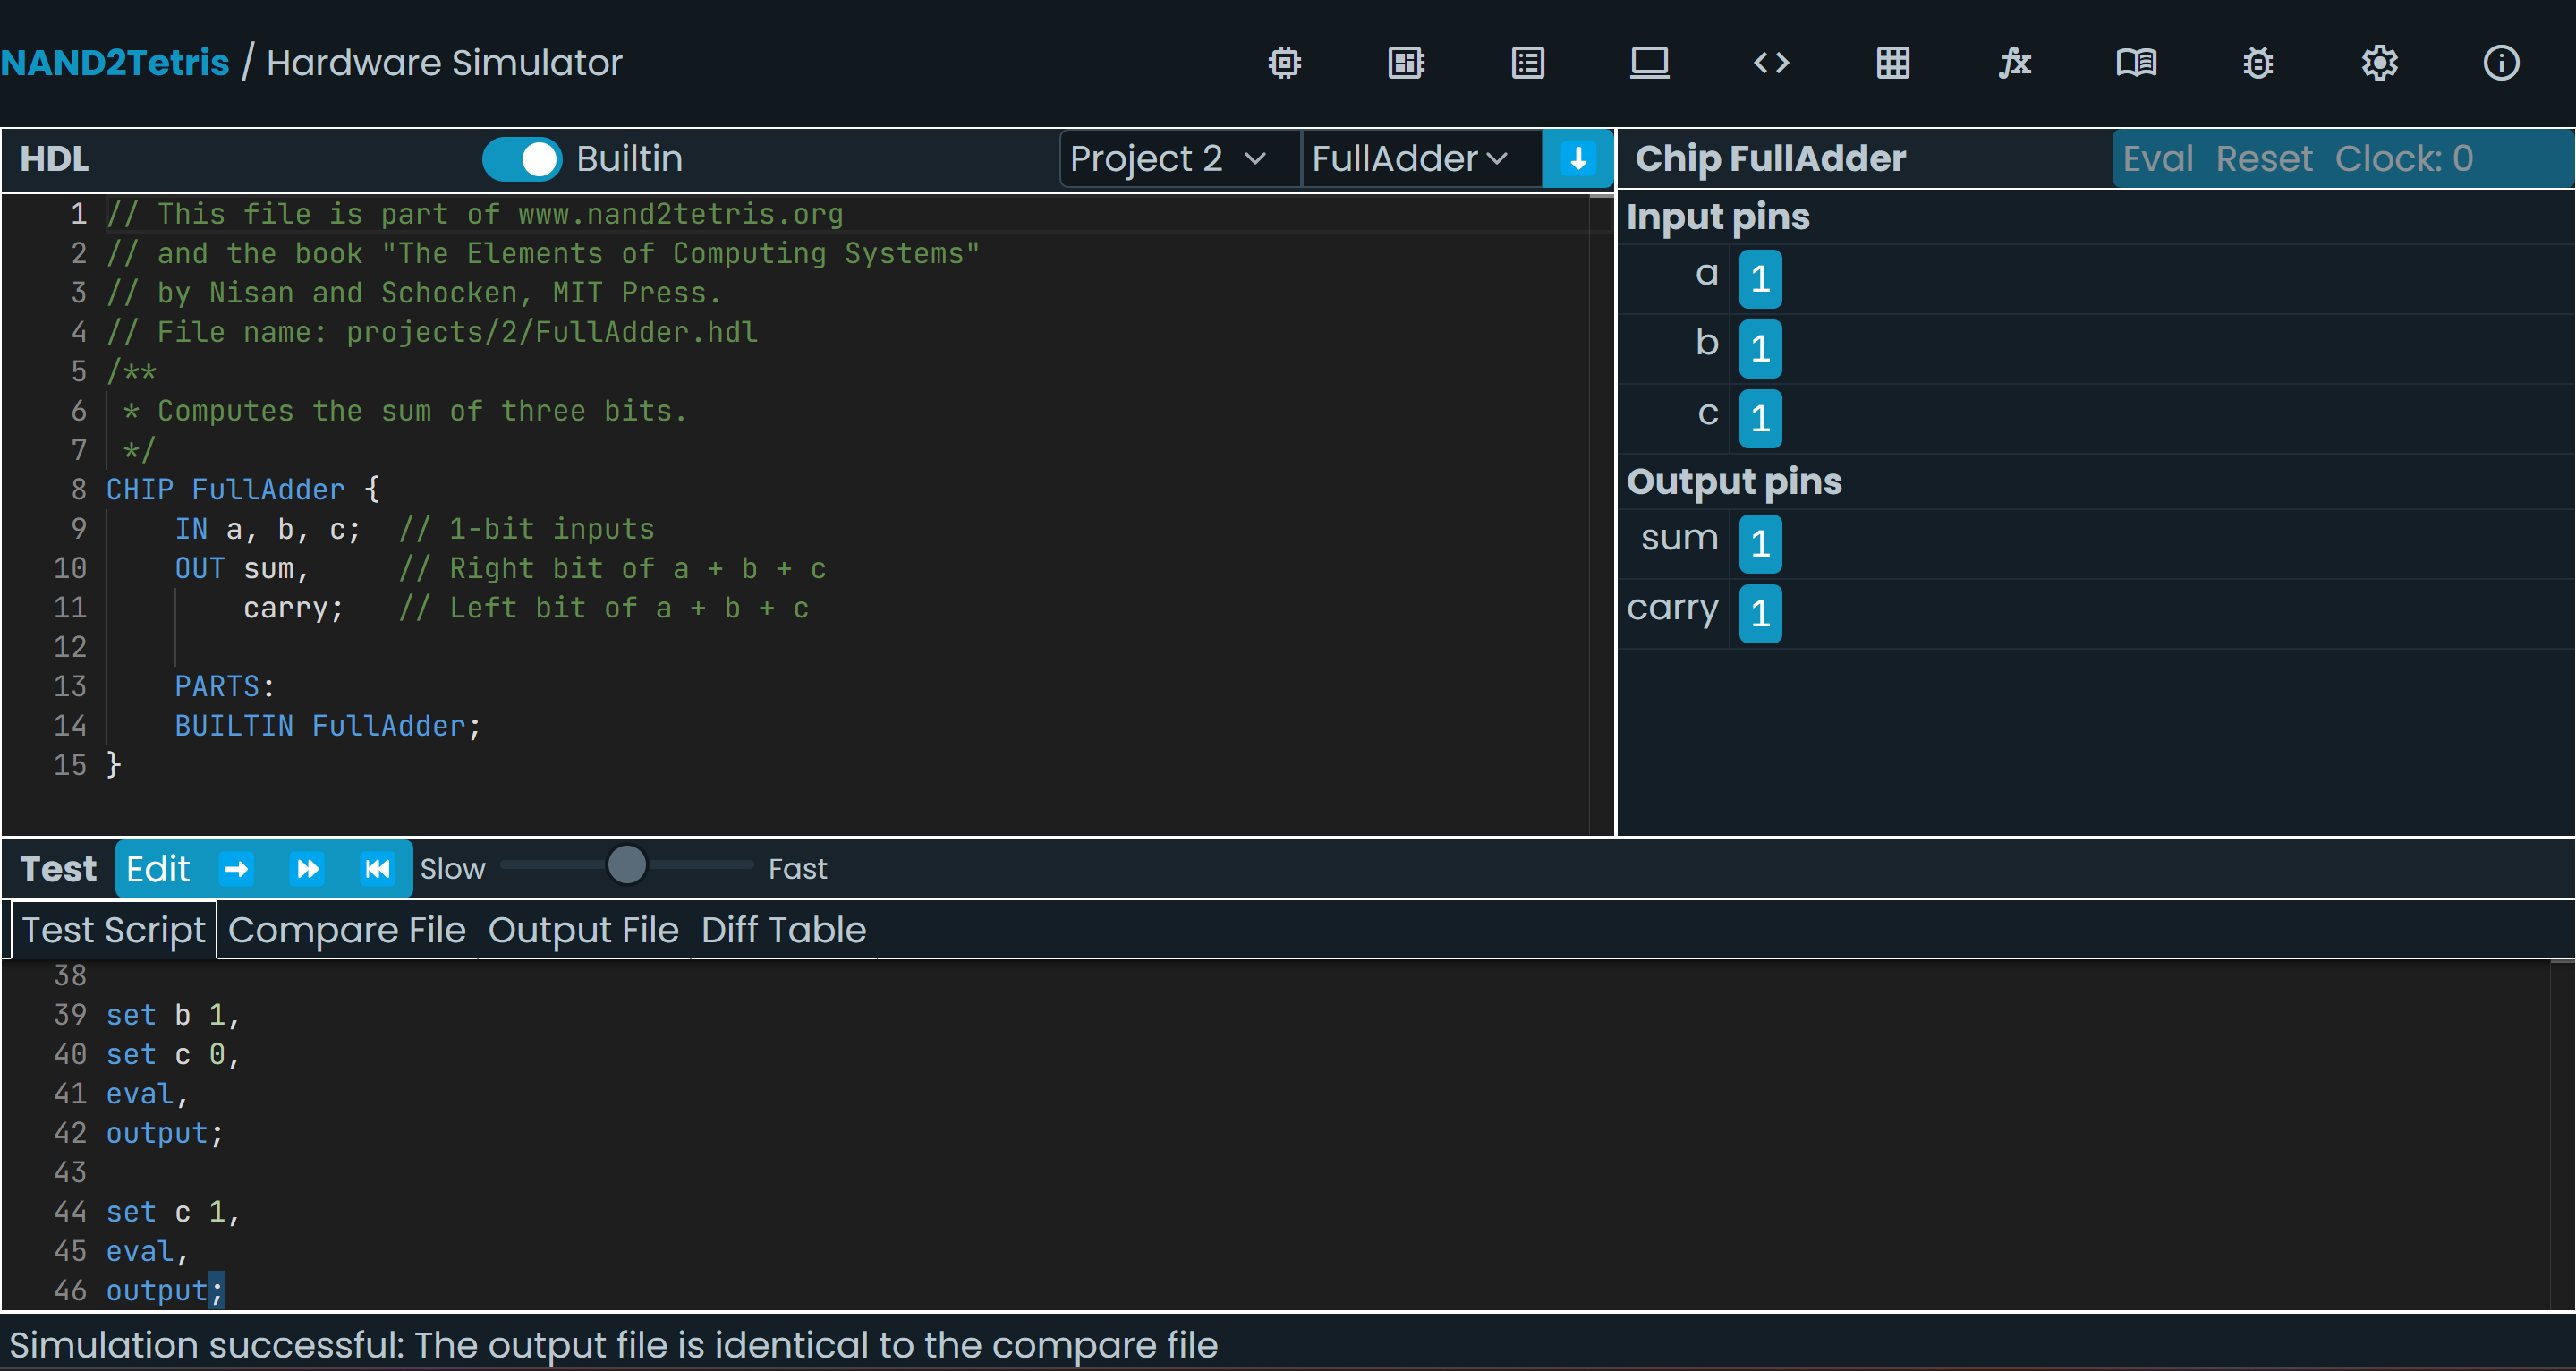 NAND2Tetris / Hardware Simulator
HDL Builtin Project 2 FullAdder
1 // This file is part of www.nand2tetris.org
2 // and the book "The Elements of Computing Systems"
3 // by Nisan and Schocken, MIT Press.
4 // File name: projects/2/FullAdder.hdl
5 /**
6  * Computes the sum of three bits.
7  */
8 CHIP FullAdder {
9     IN a, b, c;  // 1-bit inputs
10     OUT sum,     // Right bit of a + b + c
11         carry;   // Left bit of a + b + c
12
13     PARTS:
14     BUILTIN FullAdder;
15 }
Chip FullAdder Eval Reset Clock: 0
Input pins
a 1
b 1
c 1
Output pins
sum 1
carry 1
Test Edit Slow Fast
Test Script Compare File Output File Diff Table
38
39 set b 1,
40 set c 0,
41 eval,
42 output;
43
44 set c 1,
45 eval,
46 output;
Simulation successful: The output file is identical to the compare file